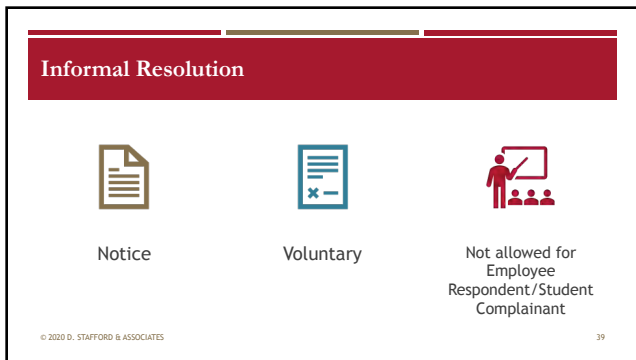 Informal Resolution
Notice
Voluntary
Not allowed for
Employee
Respondent/Student
Complainant
© 2020 D. STAFFORD & ASSOCIATES
39